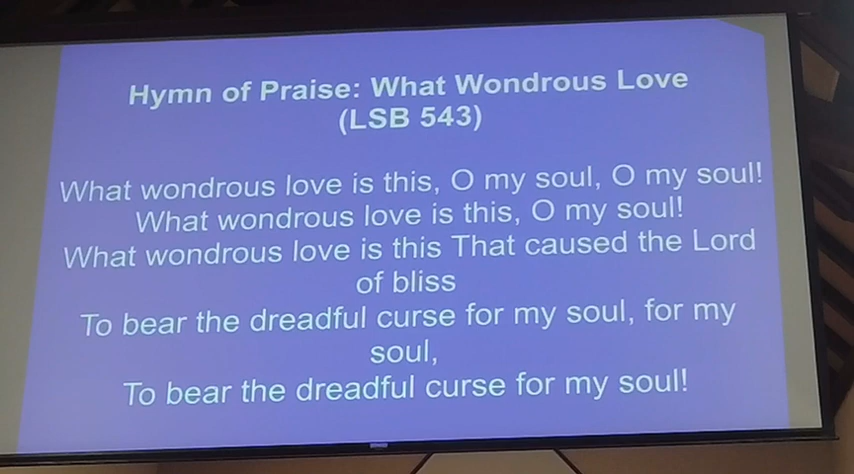 Hymn of Praise: What Wondrous Love
(LSB 543)
What wondrous love is this, O my soul, O my soul!
What wondrous love is this, O my soul!
What wondrous love is this That caused the Lord
of bliss
To bear the dreadful curse for my soul, for my
soul,
To bear the dreadful curse for my soul!